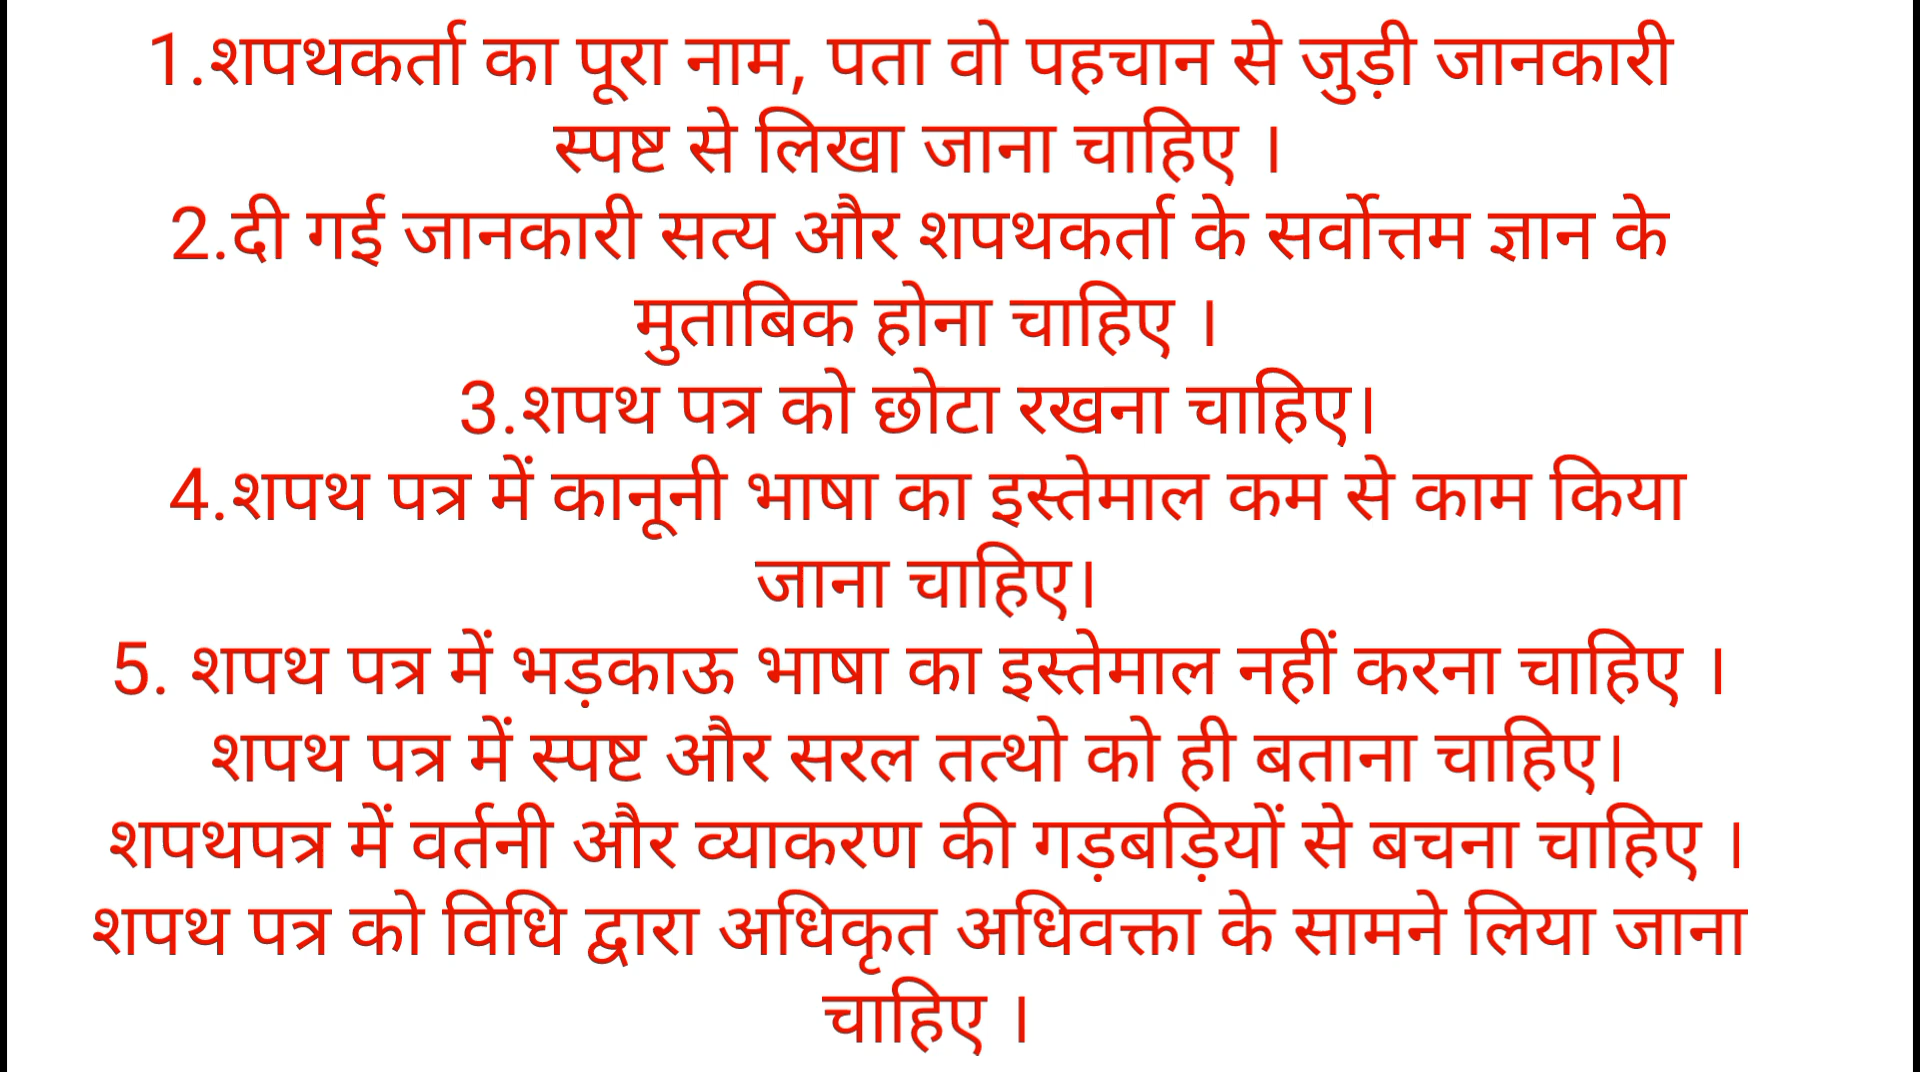 1.शपथकर्ता का पूरा नाम, पता वो पहचान से जुड़ी जानकारी
स्पष्ट से लिखा जाना चाहिए ।
2.दी गई जानकारी सत्य और शपथकर्ता के सर्वोत्तम ज्ञान के
मुताबिक होना चाहिए ।
3.शपथ पत्र को छोटा रखना चाहिए।
4.शपथ पत्र में कानूनी भाषा का इस्तेमाल कम से काम किया
जाना चाहिए।
5. शपथ पत्र में भड़काऊ भाषा का इस्तेमाल नहीं करना चाहिए ।
शपथ पत्र में स्पष्ट और सरल तत्थो को ही बताना चाहिए।
शपथपत्र में वर्तनी और व्याकरण की गड़बड़ियों से बचना चाहिए ।
शपथ पत्र को विधि द्वारा अधिकृत अधिवक्ता के सामने लिया जाना
चाहिए ।